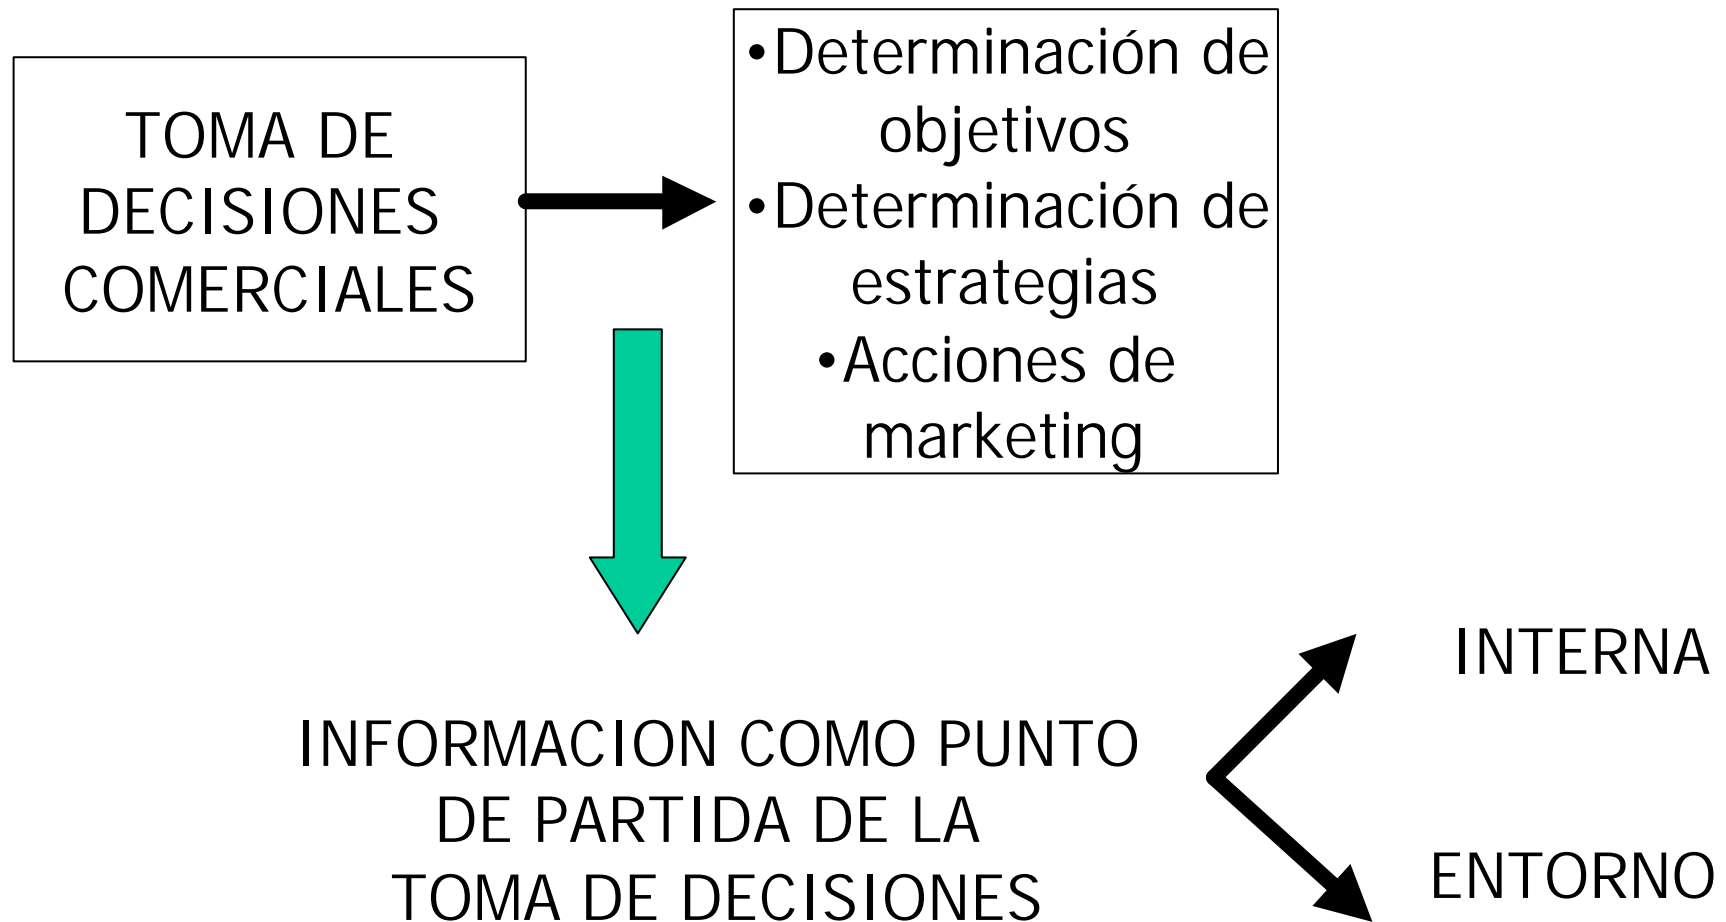 TOMA DE
DECISIONES
COMERCIALES
•Determinación de
objetivos
•Determinación de
estrategias
•Acciones de
marketing
INFORMACION COMO PUNTO
DE PARTIDA DE LA
TOMA DE DECISIONES
INTERNA
ENTORNO